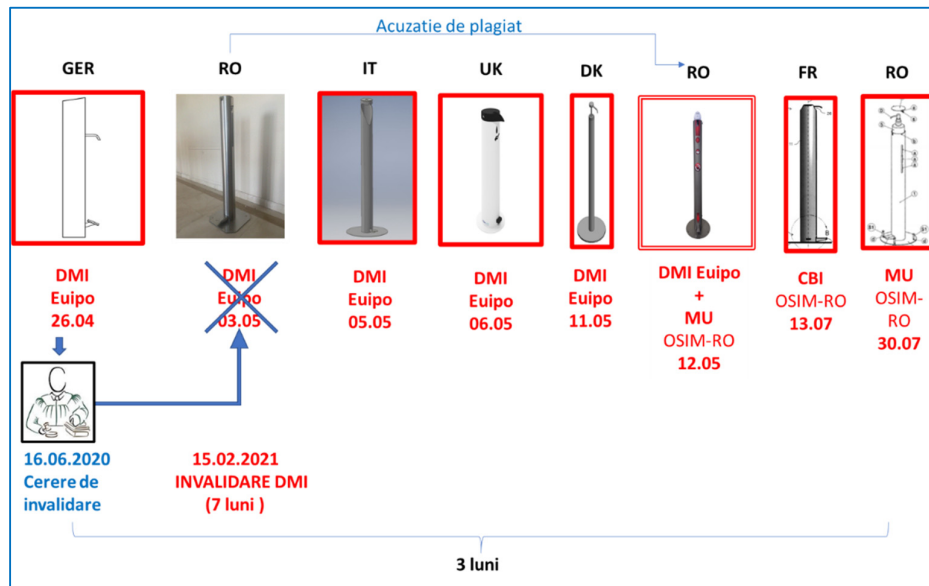 Acuzatie de plagiat
GER RO IT UK DK RO FR RO
DMI
Euipo
26.04
DMI
Euipo
03.05
DMI
Euipo
05.05
DMI
Euipo
06.05
DMI
Euipo
11.05
DMI Euipo
+
MU
OSIM-RO
12.05
CBI
OSIM-RO
13.07
MU
OSIM-
RO
30.07
16.06.2020
Cerere de
invalidare
15.02.2021
INVALIDARE DMI
(7 luni )
3 luni